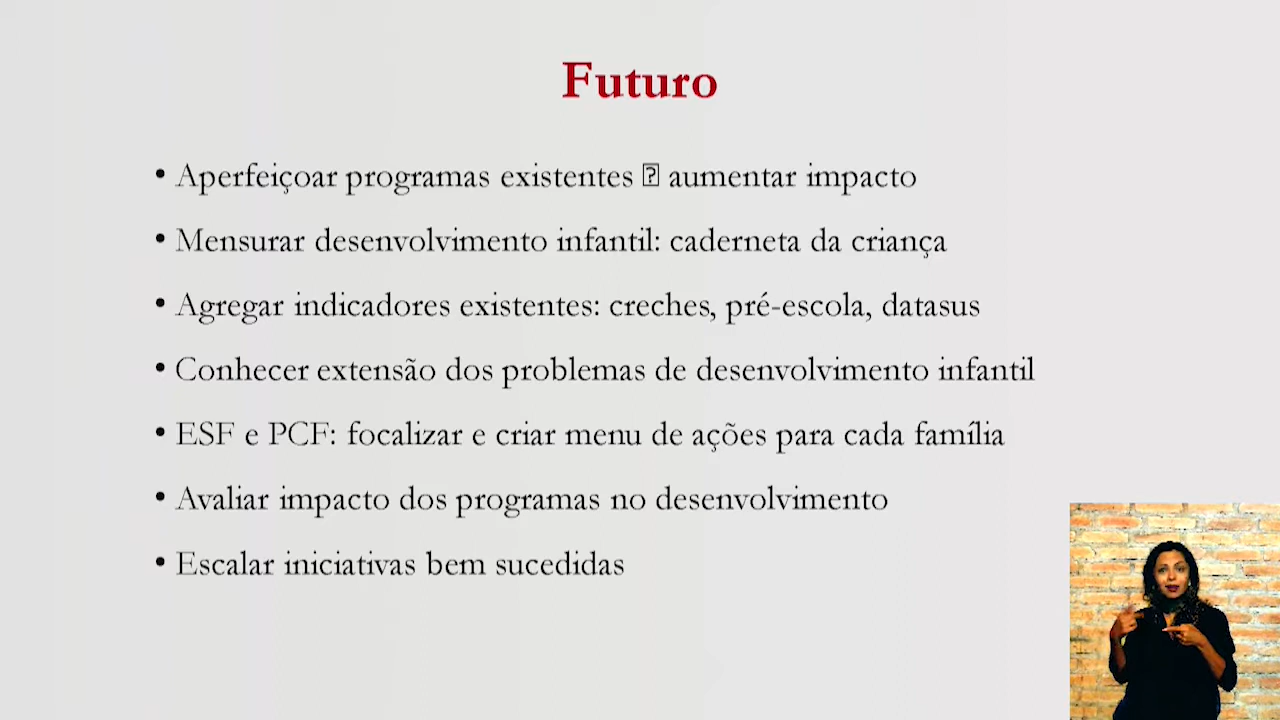 Futuro
• Aperfeiçoar programas existentes ⍰ aumentar impacto
• Mensurar desenvolvimento infantil: caderneta da criança
• Agregar indicadores existentes: creches, pré-escola, datasus
• Conhecer extensão dos problemas de desenvolvimento infantil
• ESF e PCF: focalizar e criar menu de ações para cada família
• Avaliar impacto dos programas no desenvolvimento
• Escalar iniciativas bem sucedidas